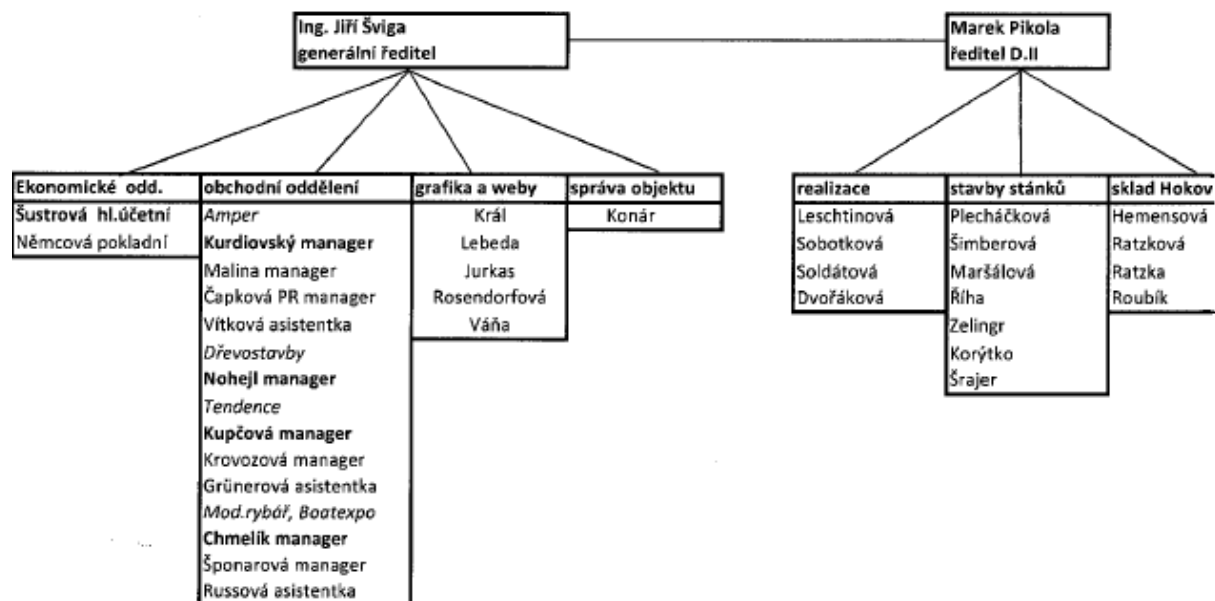 Ing. Jiří Šviga
generální ředitel
Marek Pikola
ředitel D.II
Ekonomické odd.
Šustrová hl.účetní
Němcová pokladní
obchodní oddělení
Amper
Kurdiovský manager
Malina manager
Čapková PR manager
Vítková asistentka
Dřevostavby
Nohejl manager
Tendence
Kupčová manager
Krovozová manager
Grünerová asistentka
Mod.rybář, Boatexpo
Chmelík manager
Šponarová manager
Russová asistentka
grafika a weby
Král
Lebeda
Jurkas
Rosendorfová
Váňa
správa objektu
Konár
realizace
Leschtinová
Sobotková
Soldátová
Dvořáková
stavby stánků
Plecháčková
Šimberová
Maršálová
Říha
Zelingr
Korýtko
Šrajer
sklad Hokov
Hemensová
Ratzková
Ratzka
Roubík